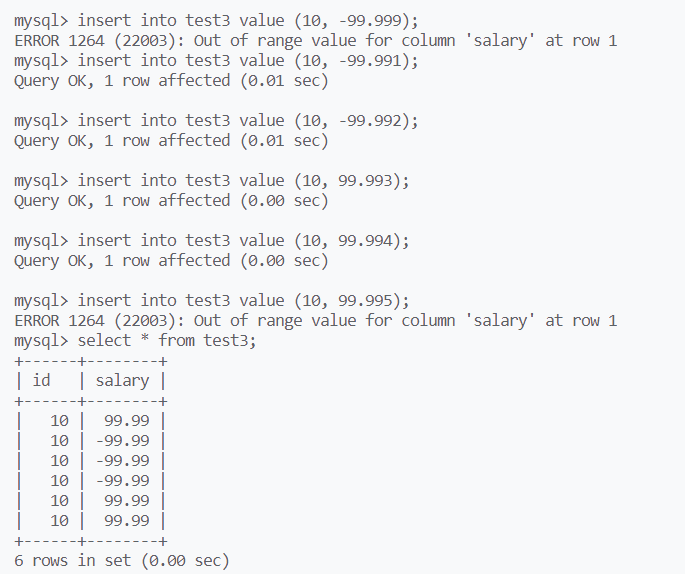 mysql> insert into test3 value (10, -99.999);
ERROR 1264 (22003): Out of range value for column 'salary' at row 1
mysql> insert into test3 value (10, -99.991);
Query OK, 1 row affected (0.01 sec)
mysql> insert into test3 value (10, -99.992);
Query OK, 1 row affected (0.01 sec)
mysql> insert into test3 value (10, 99.993);
Query OK, 1 row affected (0.00 sec)
mysql> insert into test3 value (10, 99.994);
Query OK, 1 row affected (0.00 sec)
mysql> insert into test3 value (10, 99.995);
ERROR 1264 (22003): Out of range value for column 'salary' at row 1
mysql> select * from test3;
+------+--------+
| id   | salary |
+------+--------+
|   10 |  99.99 |
|   10 | -99.99 |
|   10 | -99.99 |
|   10 | -99.99 |
|   10 |  99.99 |
|   10 |  99.99 |
+------+--------+
6 rows in set (0.00 sec)